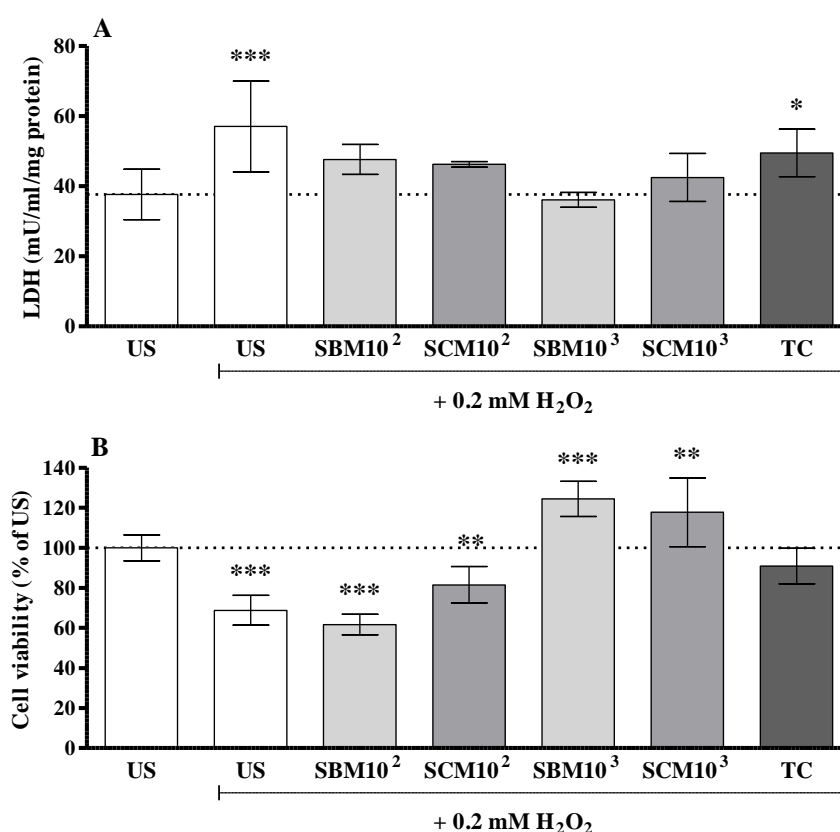 A
LDH (mU/ml/mg protein)
80
60
40
20
0
***
*
US US SBM10² SCM10² SBM10³ SCM10³ TC
+ 0.2 mM H₂O₂
B
Cell viability (% of US)
140
120
100
80
60
40
20
0
*** *** ** *** **
US US SBM10² SCM10² SBM10³ SCM10³ TC
+ 0.2 mM H₂O₂